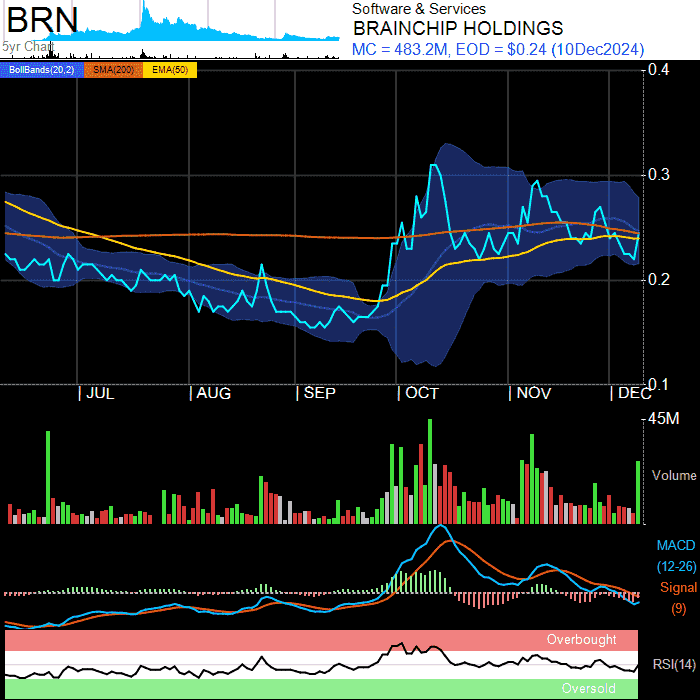 BRN
5yr Chart
Software & Services
BRAINCHIP HOLDINGS
MC = 483.2M, EOD = $0.24 (10Dec2024)
BollBands(20,2) SMA(200) EMA(50)
0.4
0.3
0.2
0.1
| JUL | AUG | SEP | OCT | NOV | DEC
45M
Volume
MACD
(12-26)
Signal
(9)
Overbought
RSI(14)
Oversold